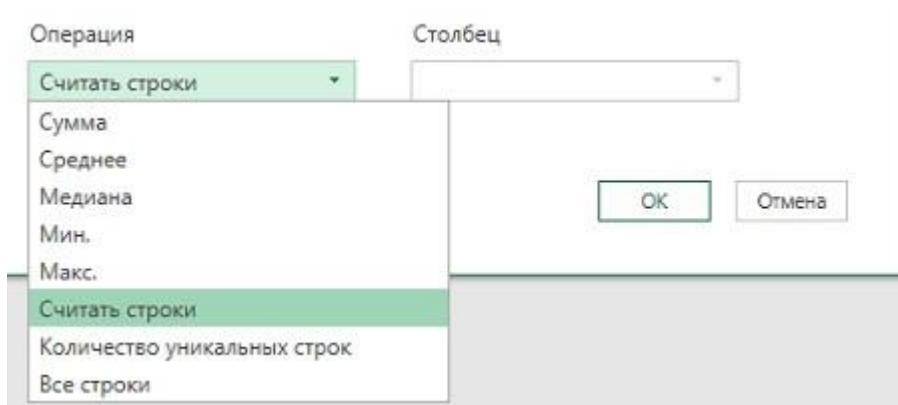 Операция
Столбец
Считать строки
Сумма
Среднее
Медиана
Мин.
Макс.
Считать строки
Количество уникальных строк
Все строки
ОК
Отмена